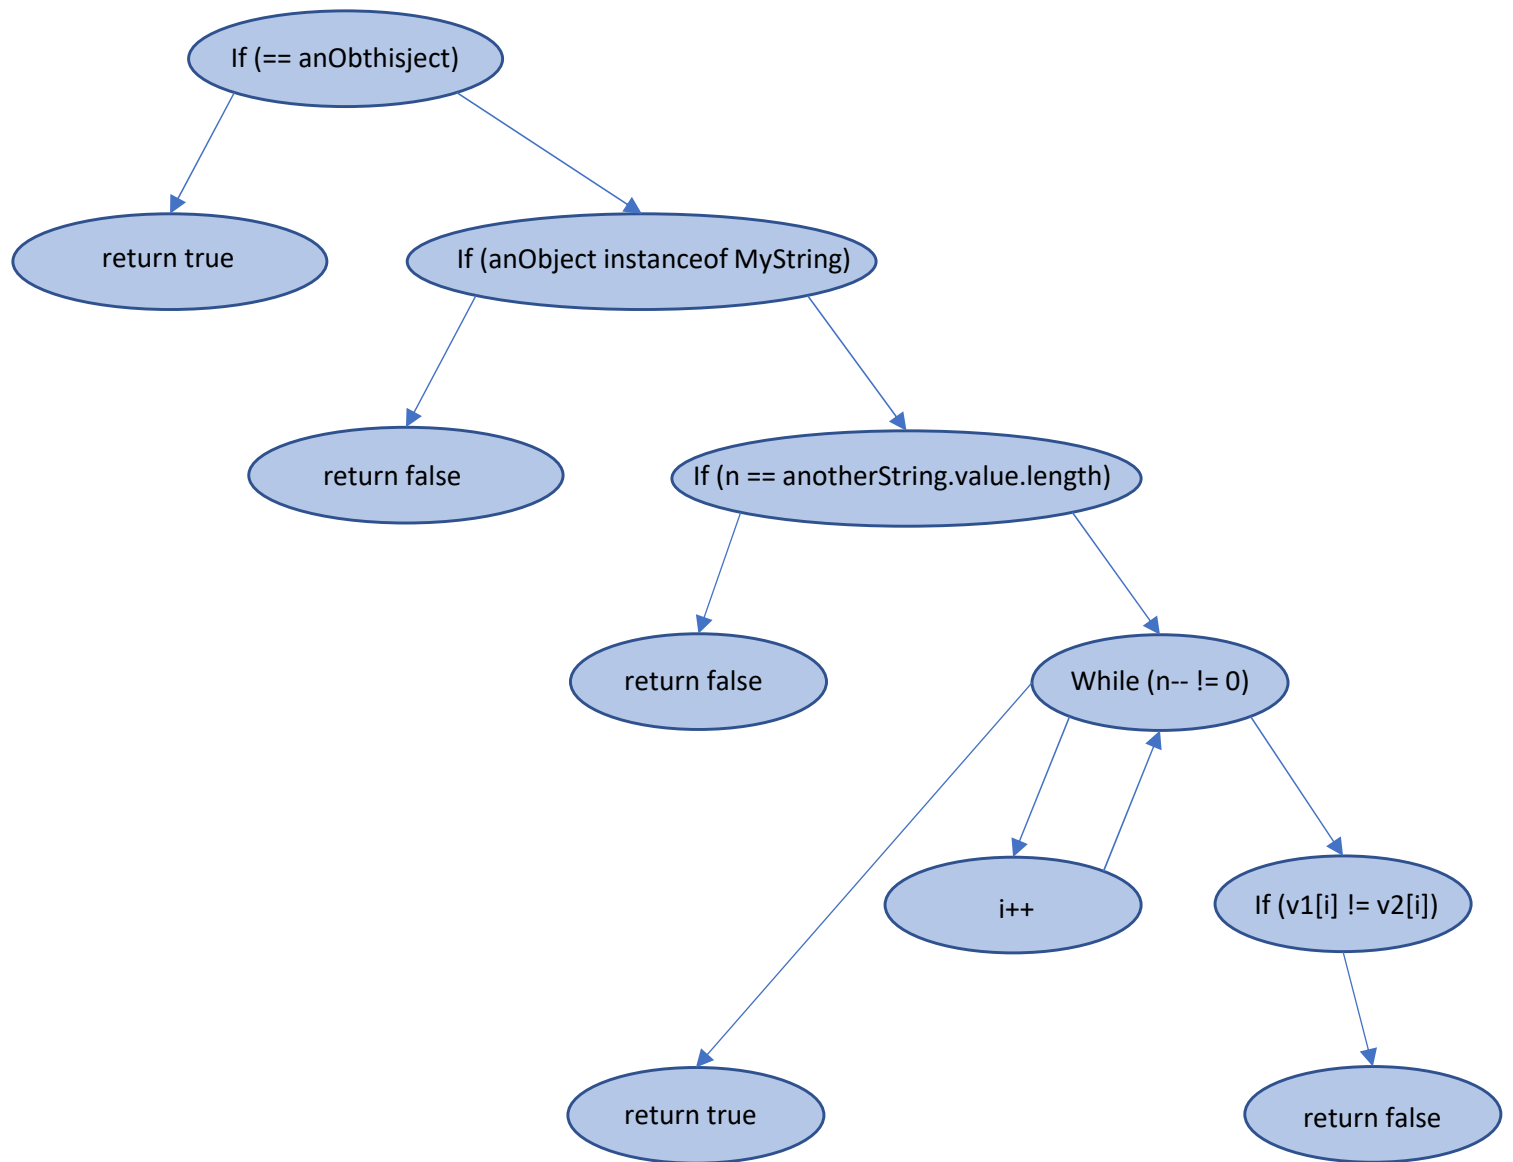 If (== anObthisject)
return true
If (anObject instanceof MyString)
return false
If (n == anotherString.value.length)
return false
While (n-- != 0)
i++
If (v1[i] != v2[i])
return true
return false